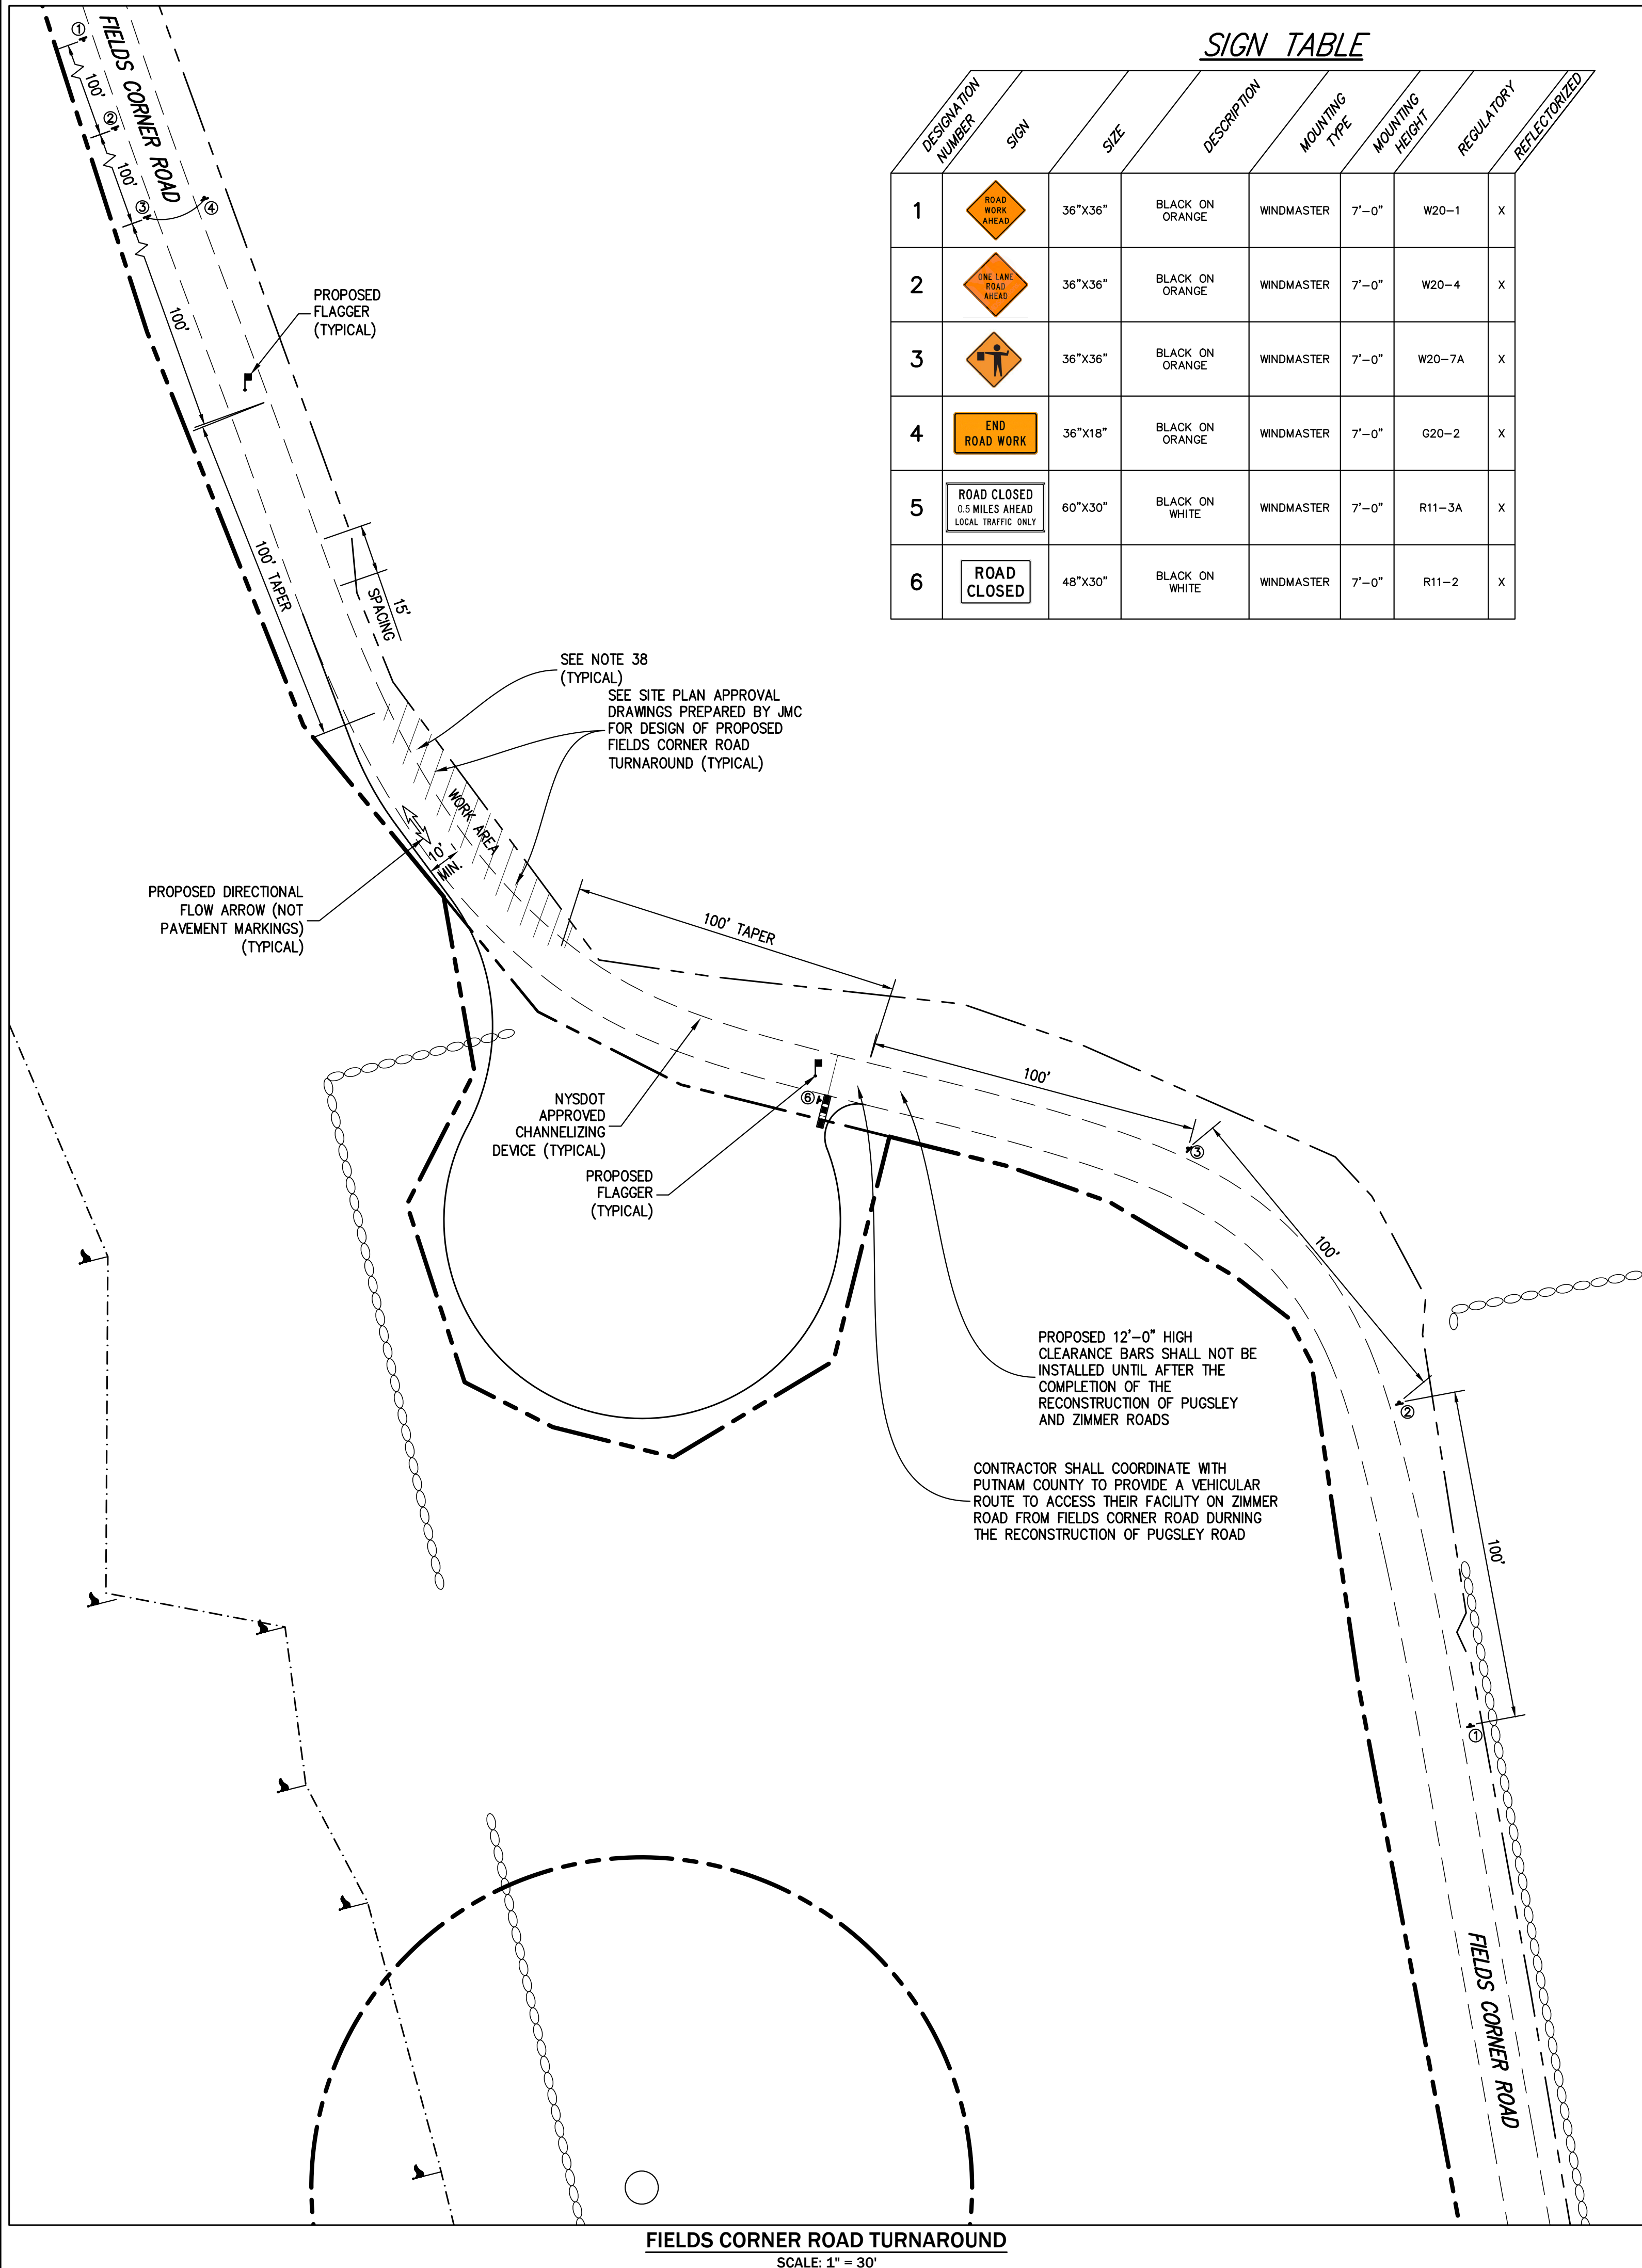 SIGN TABLE
DESIGNATION NUMBER
SIGN
SIZE
DESCRIPTION
MOUNTING TYPE
MOUNTING HEIGHT
REGULATORY
REFLECTORIZED
1
ROAD
WORK
AHEAD
36"X36"
BLACK ON
ORANGE
WINDMASTER
7'-0"
W20-1
X
2
ONE LANE
ROAD
AHEAD
36"X36"
BLACK ON
ORANGE
WINDMASTER
7'-0"
W20-4
X
3
36"X36"
BLACK ON
ORANGE
WINDMASTER
7'-0"
W20-7A
X
4
END
ROAD WORK
36"X18"
BLACK ON
ORANGE
WINDMASTER
7'-0"
G20-2
X
5
ROAD CLOSED
0.5 MILES AHEAD
LOCAL TRAFFIC ONLY
60"X30"
BLACK ON
WHITE
WINDMASTER
7'-0"
R11-3A
X
6
ROAD
CLOSED
48"X30"
BLACK ON
WHITE
WINDMASTER
7'-0"
R11-2
X
FIELDS CORNER ROAD
1
100'
2
100'
3
4
100'
PROPOSED
FLAGGER
(TYPICAL)
100' TAPER
15'
SPACING
SEE NOTE 38
(TYPICAL)
SEE SITE PLAN APPROVAL
DRAWINGS PREPARED BY JMC
FOR DESIGN OF PROPOSED
FIELDS CORNER ROAD
TURNAROUND (TYPICAL)
WORK AREA
10'
MIN.
PROPOSED DIRECTIONAL
FLOW ARROW (NOT
PAVEMENT MARKINGS)
(TYPICAL)
100' TAPER
100'
6
3
NYSDOT
APPROVED
CHANNELIZING
DEVICE (TYPICAL)
PROPOSED
FLAGGER
(TYPICAL)
100'
PROPOSED 12'-0" HIGH
CLEARANCE BARS SHALL NOT BE
INSTALLED UNTIL AFTER THE
COMPLETION OF THE
RECONSTRUCTION OF PUGSLEY
AND ZIMMER ROADS
2
CONTRACTOR SHALL COORDINATE WITH
PUTNAM COUNTY TO PROVIDE A VEHICULAR
ROUTE TO ACCESS THEIR FACILITY ON ZIMMER
ROAD FROM FIELDS CORNER ROAD DURNING
THE RECONSTRUCTION OF PUGSLEY ROAD
100'
1
FIELDS CORNER ROAD
FIELDS CORNER ROAD TURNAROUND
SCALE: 1" = 30'